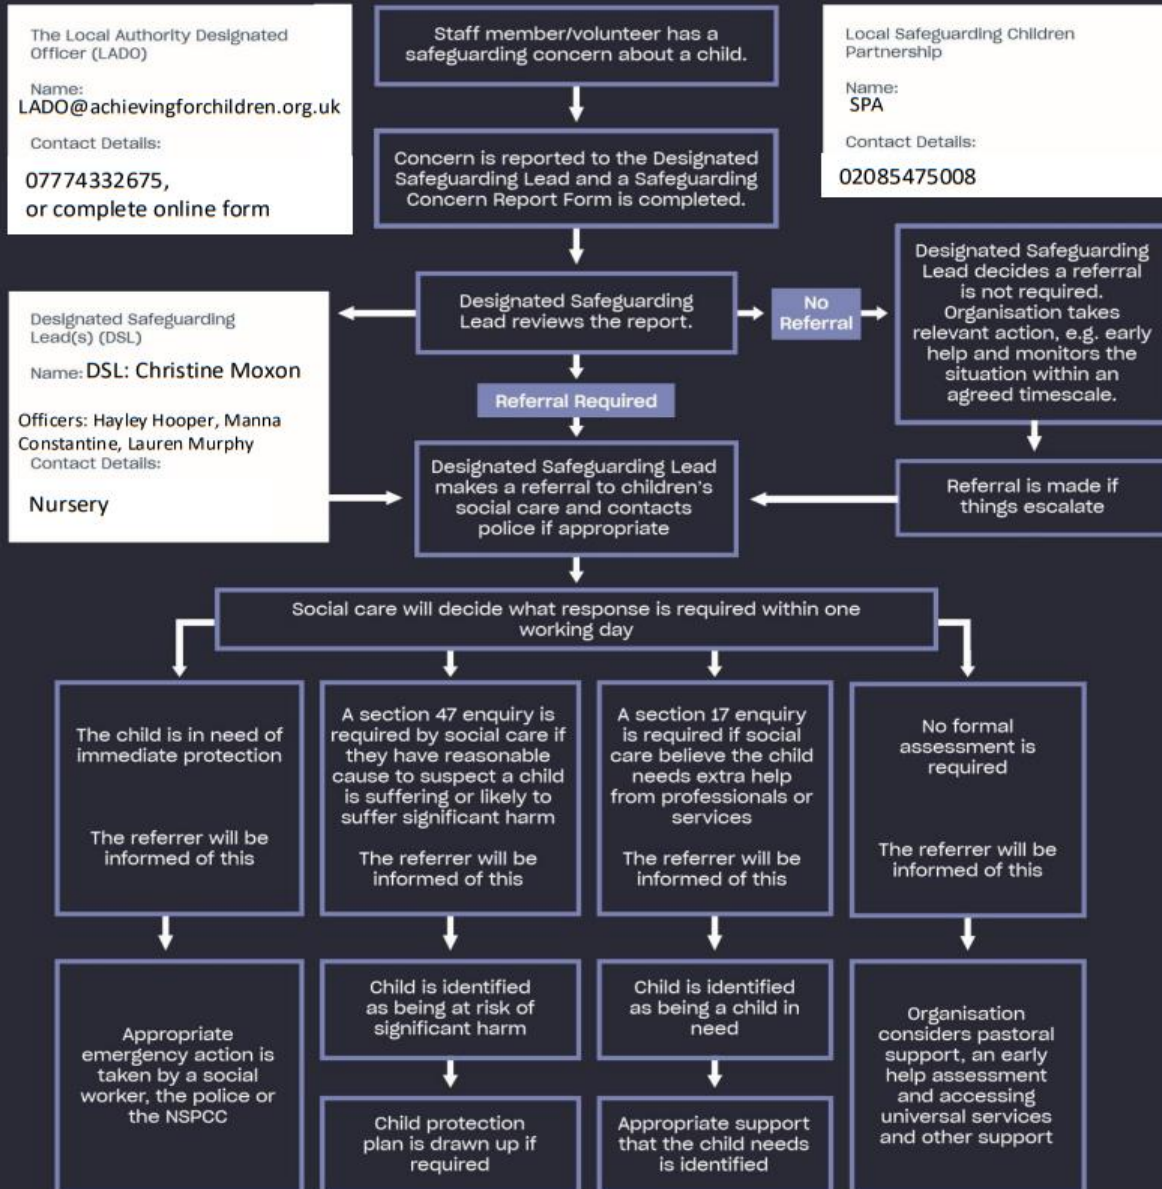 The Local Authority Designated
Officer (LADO)
Name:
LADO@achievingforchildren.org.uk
Contact Details:
07774332675,
or complete online form
Staff member/volunteer has a
safeguarding concern about a child.
Local Safeguarding Children
Partnership
Name:
SPA
Contact Details:
02085475008
Concern is reported to the Designated
Safeguarding Lead and a Safeguarding
Concern Report Form is completed.
Designated Safeguarding
Lead(s) (DSL)
Name: DSL: Christine Moxon
Officers: Hayley Hooper, Manna
Constantine, Lauren Murphy
Contact Details:
Nursery
Designated Safeguarding
Lead reviews the report.
No
Referral
Designated Safeguarding
Lead decides a referral
is not required.
Organisation takes
relevant action, e.g. early
help and monitors the
situation within an
agreed timescale.
Referral Required
Designated Safeguarding Lead
makes a referral to children's
social care and contacts
police if appropriate
Referral is made if
things escalate
Social care will decide what response is required within one
working day
The child is in need of
immediate protection
The referrer will be
informed of this
A section 47 enquiry is
required by social care if
they have reasonable
cause to suspect a child
is suffering or likely to
suffer significant harm
The referrer will be
informed of this
A section 17 enquiry
is required if social
care believe the child
needs extra help
from professionals or
services
The referrer will be
informed of this
No formal
assessment is
required
The referrer will be
informed of this
Appropriate
emergency action is
taken by a social
worker, the police or
the NSPCC
Child is identified
as being at risk of
significant harm
Child protection
plan is drawn up if
required
Child is identified
as being a child in
need
Appropriate support
that the child needs
is identified
Organisation
considers pastoral
support, an early
help assessment
and accessing
universal services
and other support